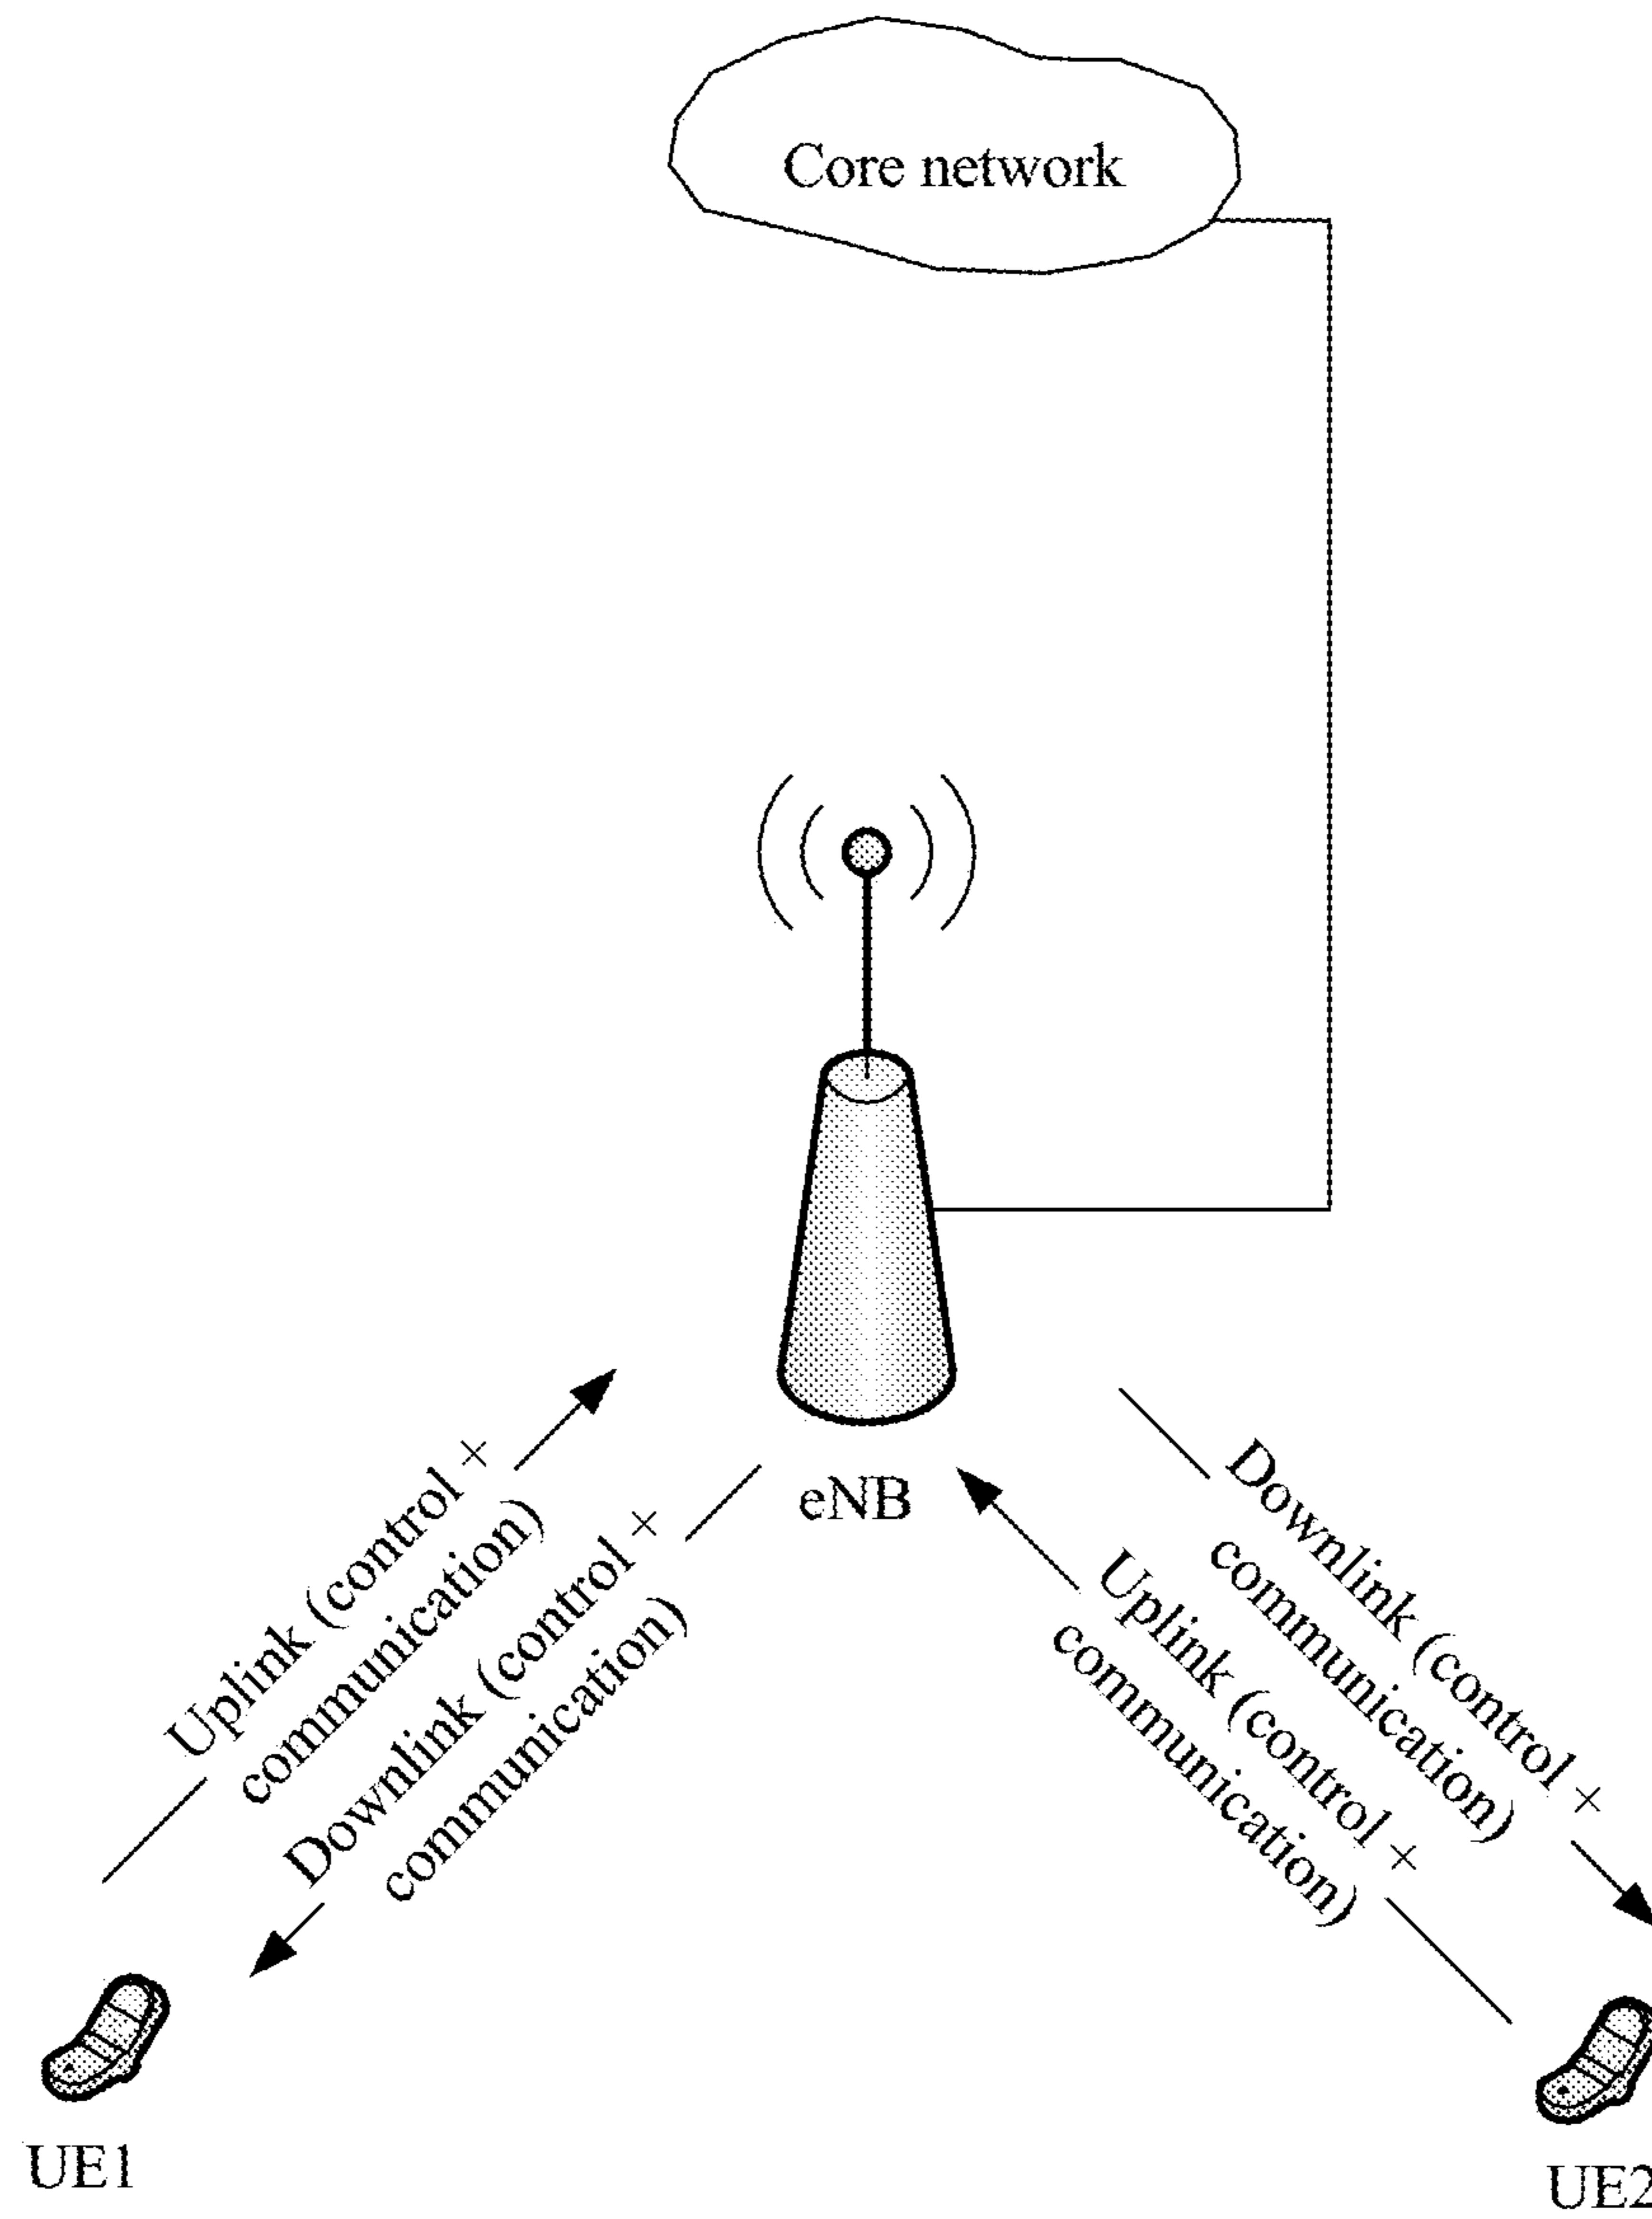 Core network
eNB
Uplink (control +
communication)
Downlink (control +
communication)
Downlink (control +
communication)
Uplink (control +
communication)
UE1
UE2